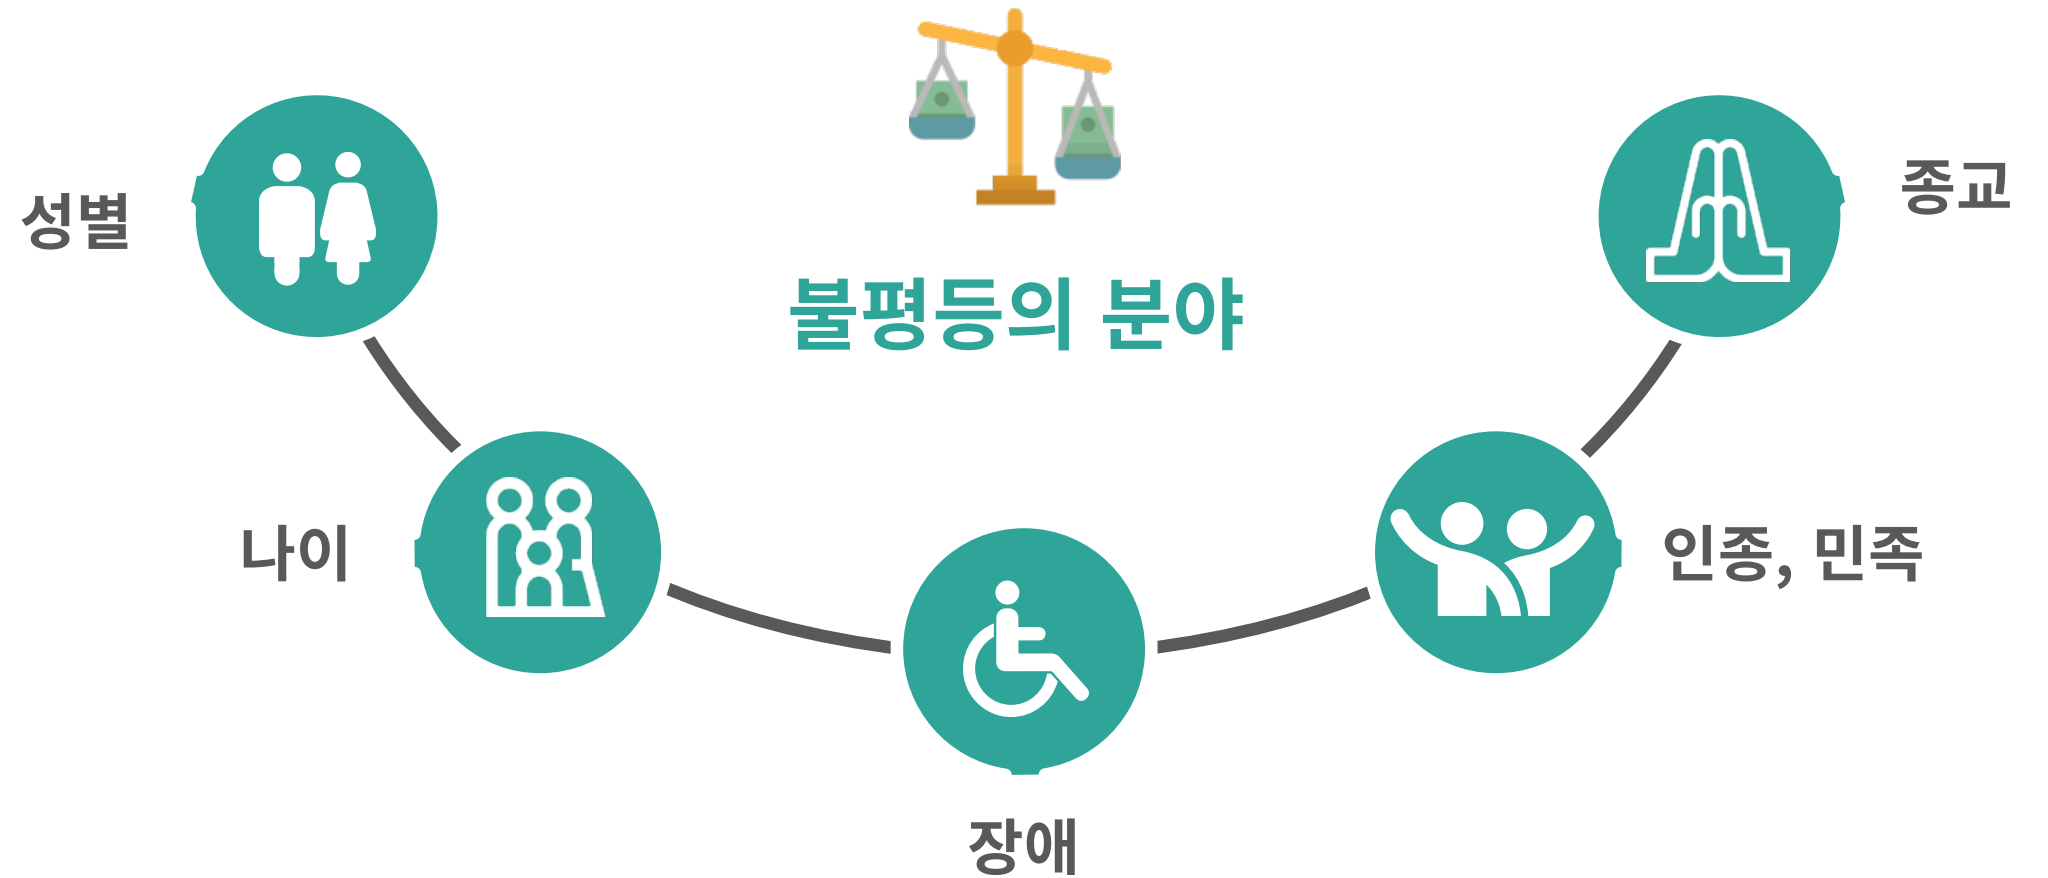 불평등의 분야
성별
나이
장애
인종, 민족
종교